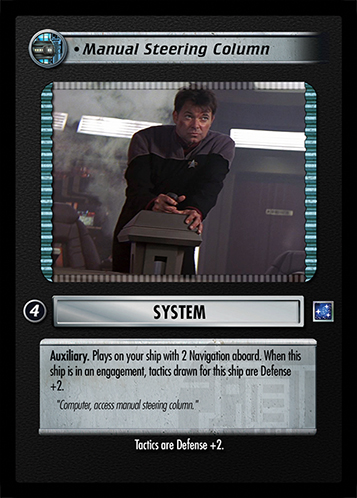 • Manual Steering Column
4
SYSTEM
Auxiliary. Plays on your ship with 2 Navigation aboard. When this
ship is in an engagement, tactics drawn for this ship are Defense
+2.
"Computer, access manual steering column."
Tactics are Defense +2.